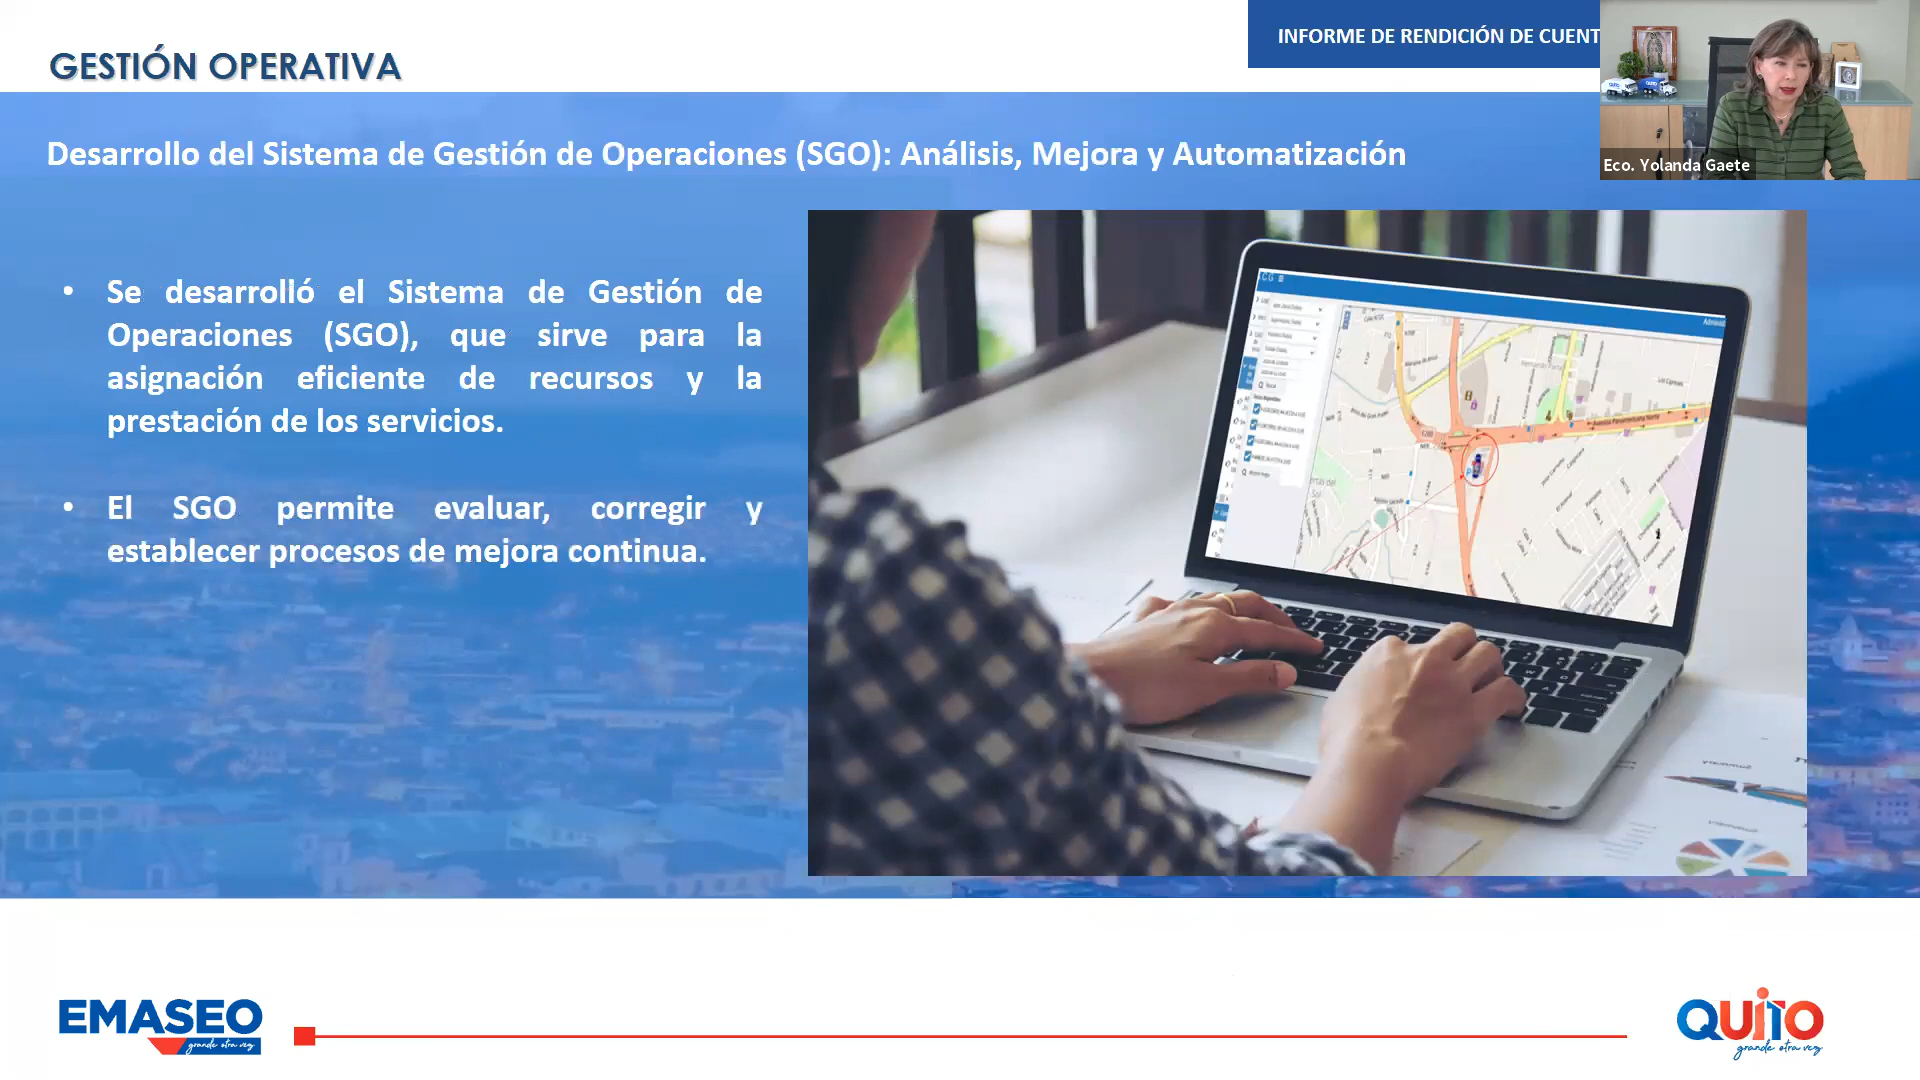 INFORME DE RENDICIÓN DE CUENT
GESTIÓN OPERATIVA
Eco. Yolanda Gaete
Desarrollo del Sistema de Gestión de Operaciones (SGO): Análisis, Mejora y Automatización
• Se desarrolló el Sistema de Gestión de
Operaciones (SGO), que sirve para la
asignación eficiente de recursos y la
prestación de los servicios.
• El SGO permite evaluar, corregir y
establecer procesos de mejora continua.
Avenida Panamericana Norte
EMASEO
grande otra vez
QUITO
grande otra vez